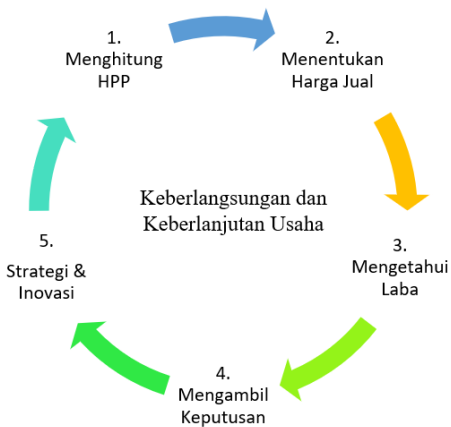 1.
Menghitung
HPP
2.
Menentukan
Harga Jual
Keberlangsungan dan
Keberlanjutan Usaha
3.
Mengetahui
Laba
4.
Mengambil
Keputusan
5.
Strategi &
Inovasi